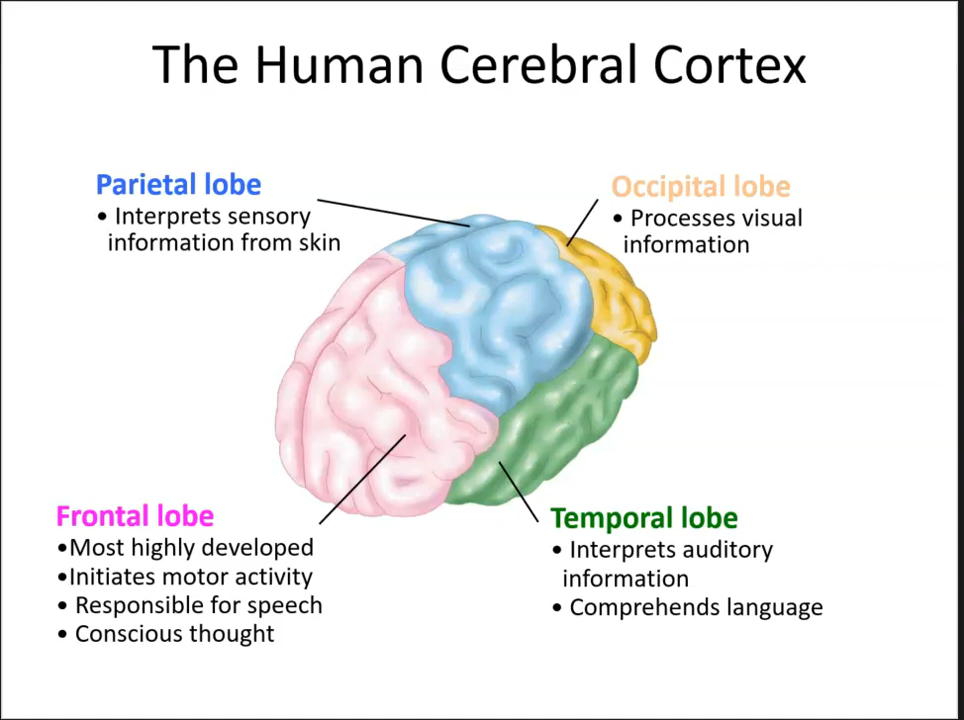 The Human Cerebral Cortex
Parietal lobe
• Interprets sensory
information from skin
Occipital lobe
• Processes visual
information
Frontal lobe
•Most highly developed
•Initiates motor activity
• Responsible for speech
• Conscious thought
Temporal lobe
• Interprets auditory
information
• Comprehends language